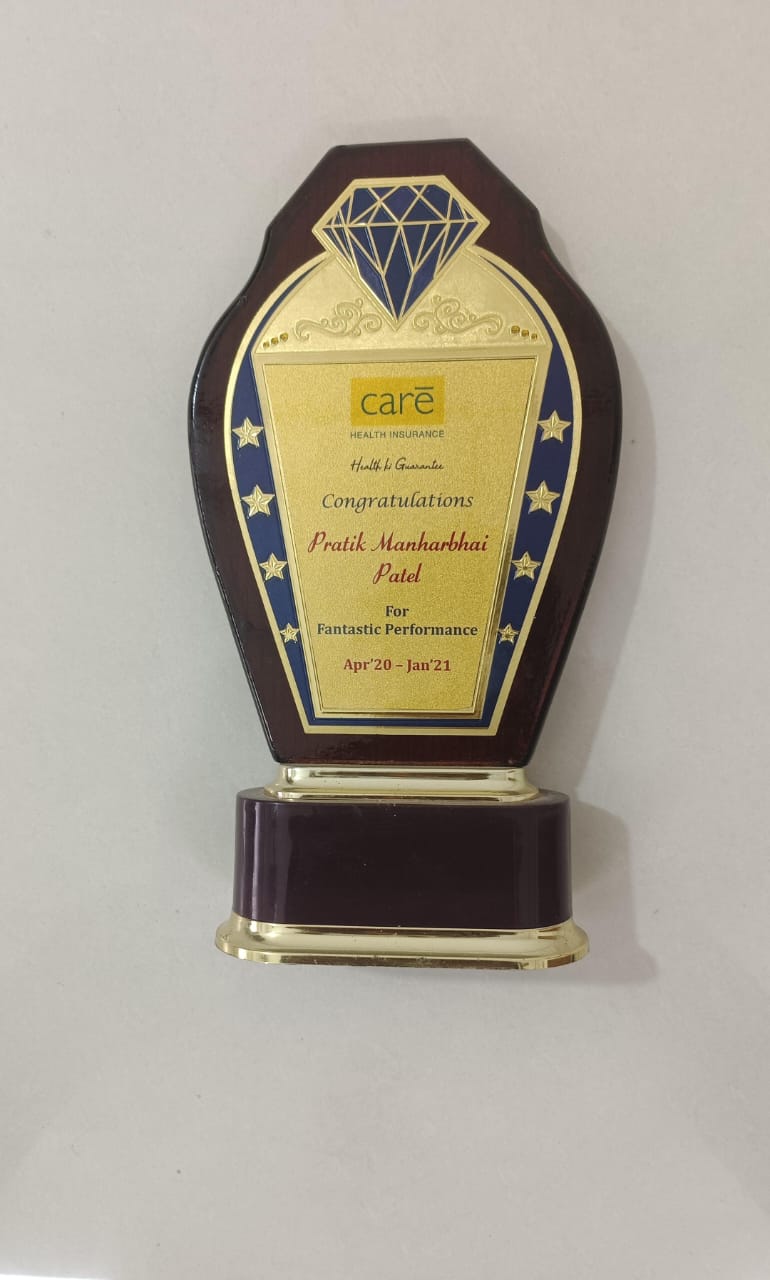 carē
HEALTH INSURANCE
Health ki Guarantee
Congratulations
Pratik Manharbhai
Patel
For
Fantastic Performance
Apr'20 – Jan'21